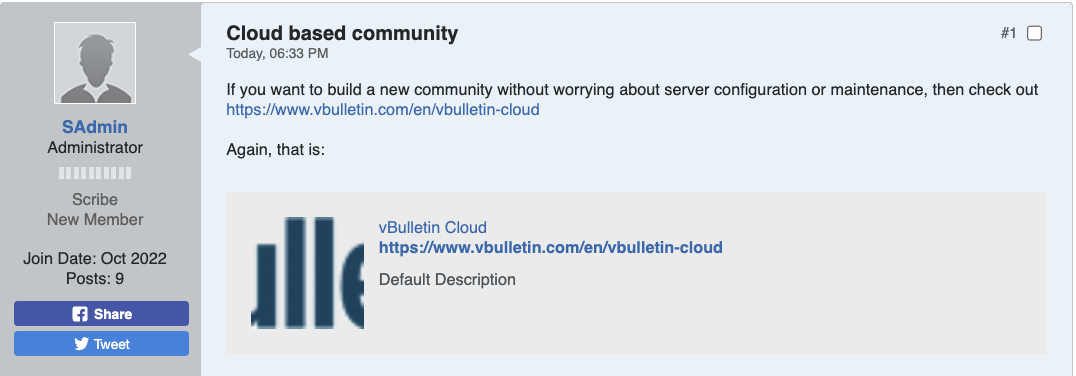 SAdmin
Administrator
Scribe
New Member
Join Date: Oct 2022
Posts: 9
Share
Tweet
Cloud based community
#1
Today, 06:33 PM
If you want to build a new community without worrying about server configuration or maintenance, then check out
https://www.vbulletin.com/en/vbulletin-cloud
Again, that is:
ulle
vBulletin Cloud
https://www.vbulletin.com/en/vbulletin-cloud
Default Description